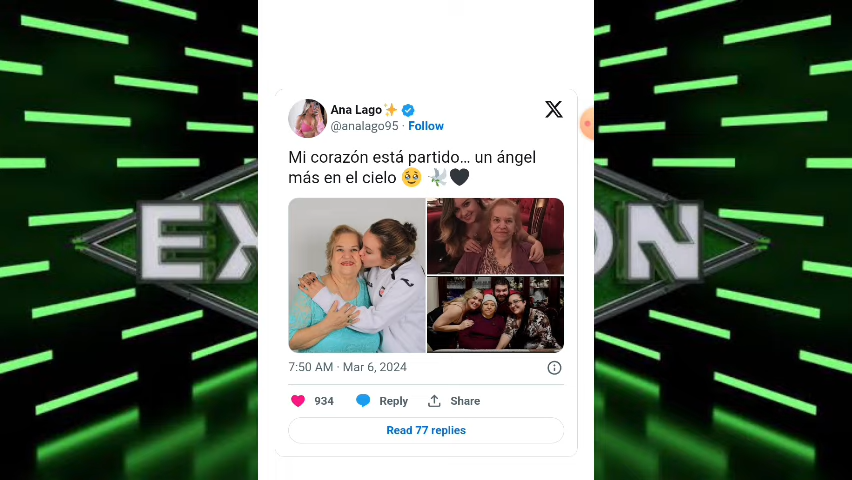 Ana Lago✨
@analago95 · Follow
Mi corazón está partido... un ángel
más en el cielo 🥹 🕊️🖤
7:50 AM · Mar 6, 2024
934 Reply Share
Read 77 replies